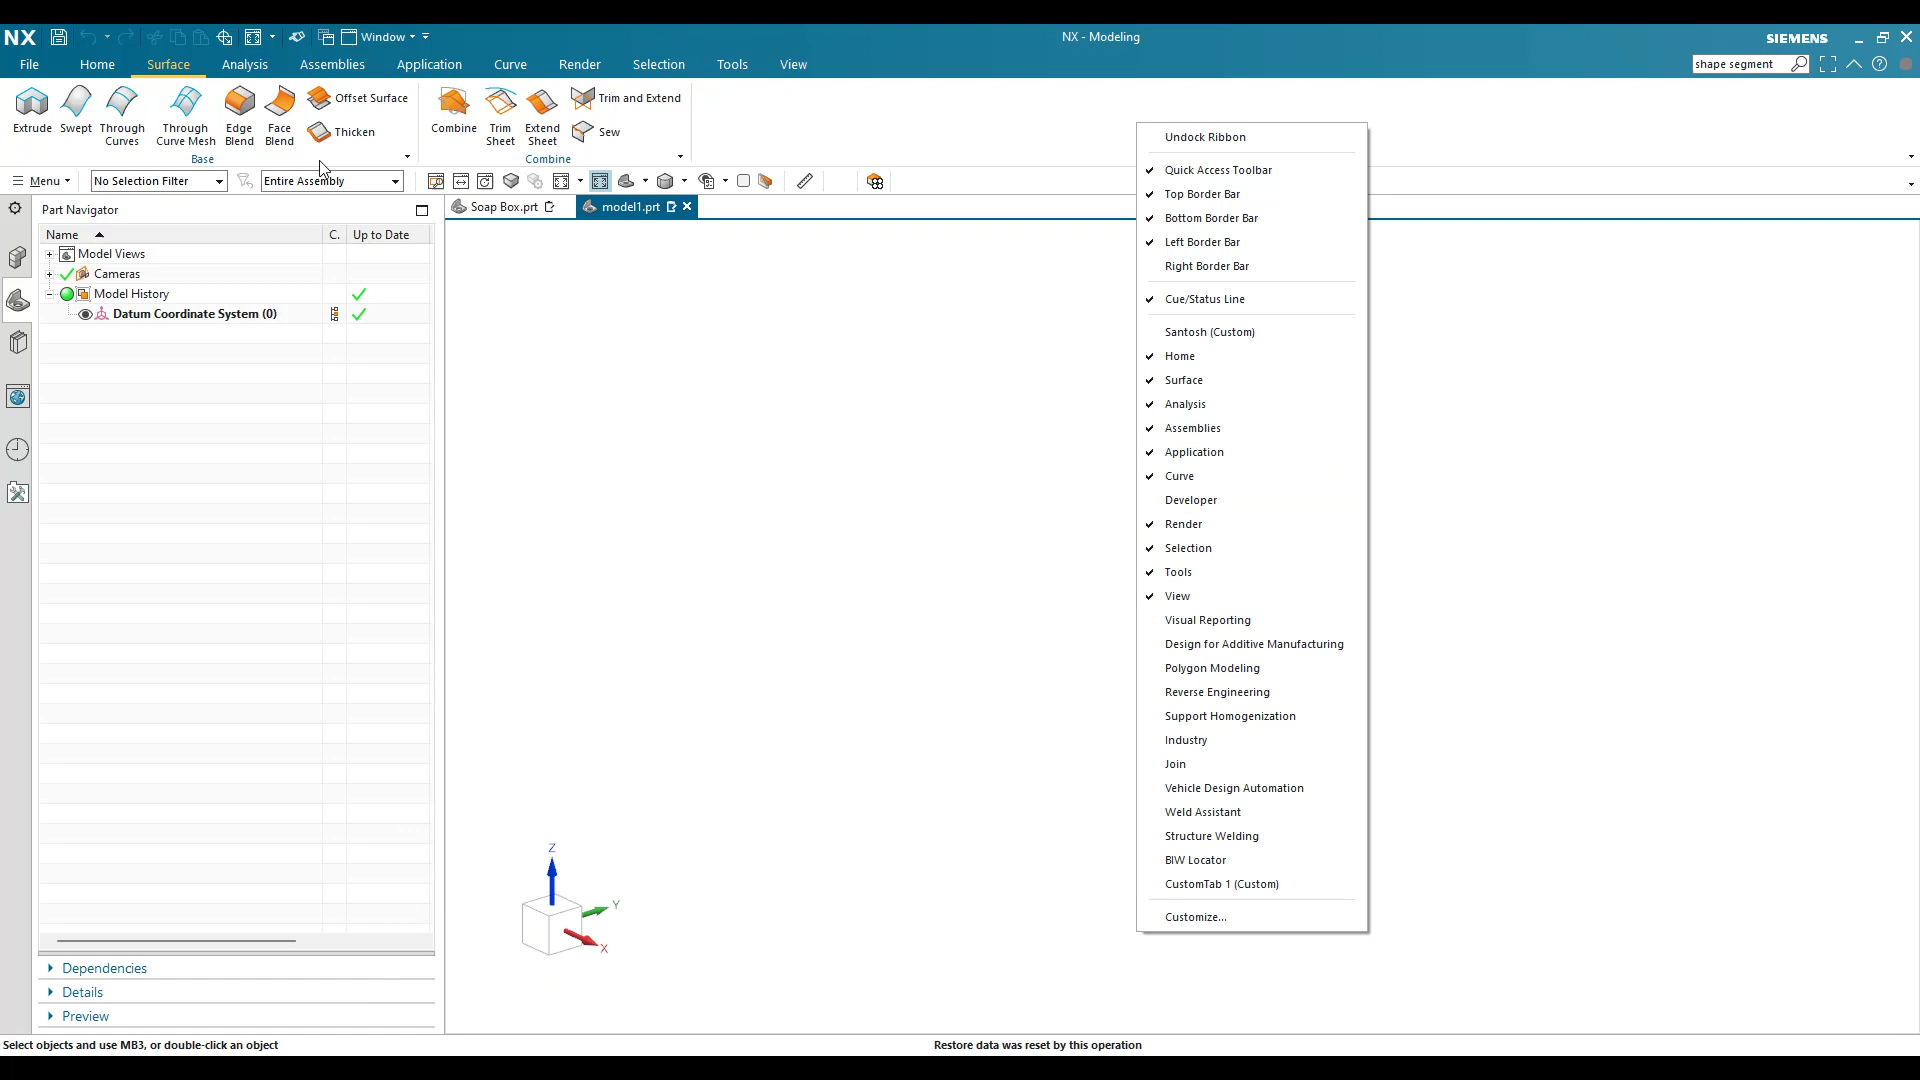 NX
Window
NX - Modeling
SIEMENS
File
Home
Surface
Analysis
Assemblies
Application
Curve
Render
Selection
Tools
View
shape segment
Extrude
Swept
Through
Curves
Through
Curve Mesh
Edge
Blend
Face
Blend
Offset Surface
Thicken
Base
Combine
Trim
Sheet
Extend
Sheet
Trim and Extend
Sew
Combine
Menu
No Selection Filter
Entire Assembly
Part Navigator
Soap Box.prt
model1.prt
Name
C.
Up to Date
Model Views
Cameras
Model History
Datum Coordinate System (0)
Dependencies
Details
Preview
Z
Y
X
Undock Ribbon
Quick Access Toolbar
Top Border Bar
Bottom Border Bar
Left Border Bar
Right Border Bar
Cue/Status Line
Santosh (Custom)
Home
Surface
Analysis
Assemblies
Application
Curve
Developer
Render
Selection
Tools
View
Visual Reporting
Design for Additive Manufacturing
Polygon Modeling
Reverse Engineering
Support Homogenization
Industry
Join
Vehicle Design Automation
Weld Assistant
Structure Welding
BIW Locator
CustomTab 1 (Custom)
Customize...
Select objects and use MB3, or double-click an object
Restore data was reset by this operation